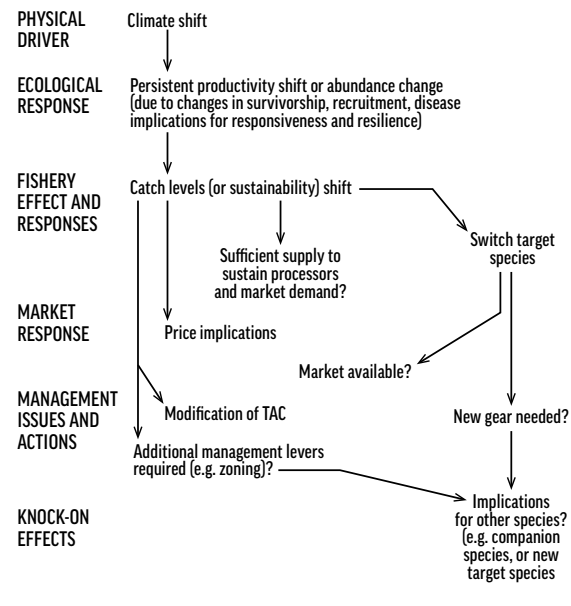 PHYSICAL
DRIVER
Climate shift
ECOLOGICAL
RESPONSE
Persistent productivity shift or abundance change
(due to changes in survivorship, recruitment, disease
implications for responsiveness and resilience)
FISHERY
EFFECT AND
RESPONSES
Catch levels (or sustainability) shift
Switch target
species
Sufficient supply to
sustain processors
and market demand?
MARKET
RESPONSE
Price implications
Market available?
MANAGEMENT
ISSUES AND
ACTIONS
Modification of TAC
New gear needed?
Additional management levers
required (e.g. zoning)?
KNOCK-ON
EFFECTS
Implications
for other species?
(e.g. companion
species, or new
target species